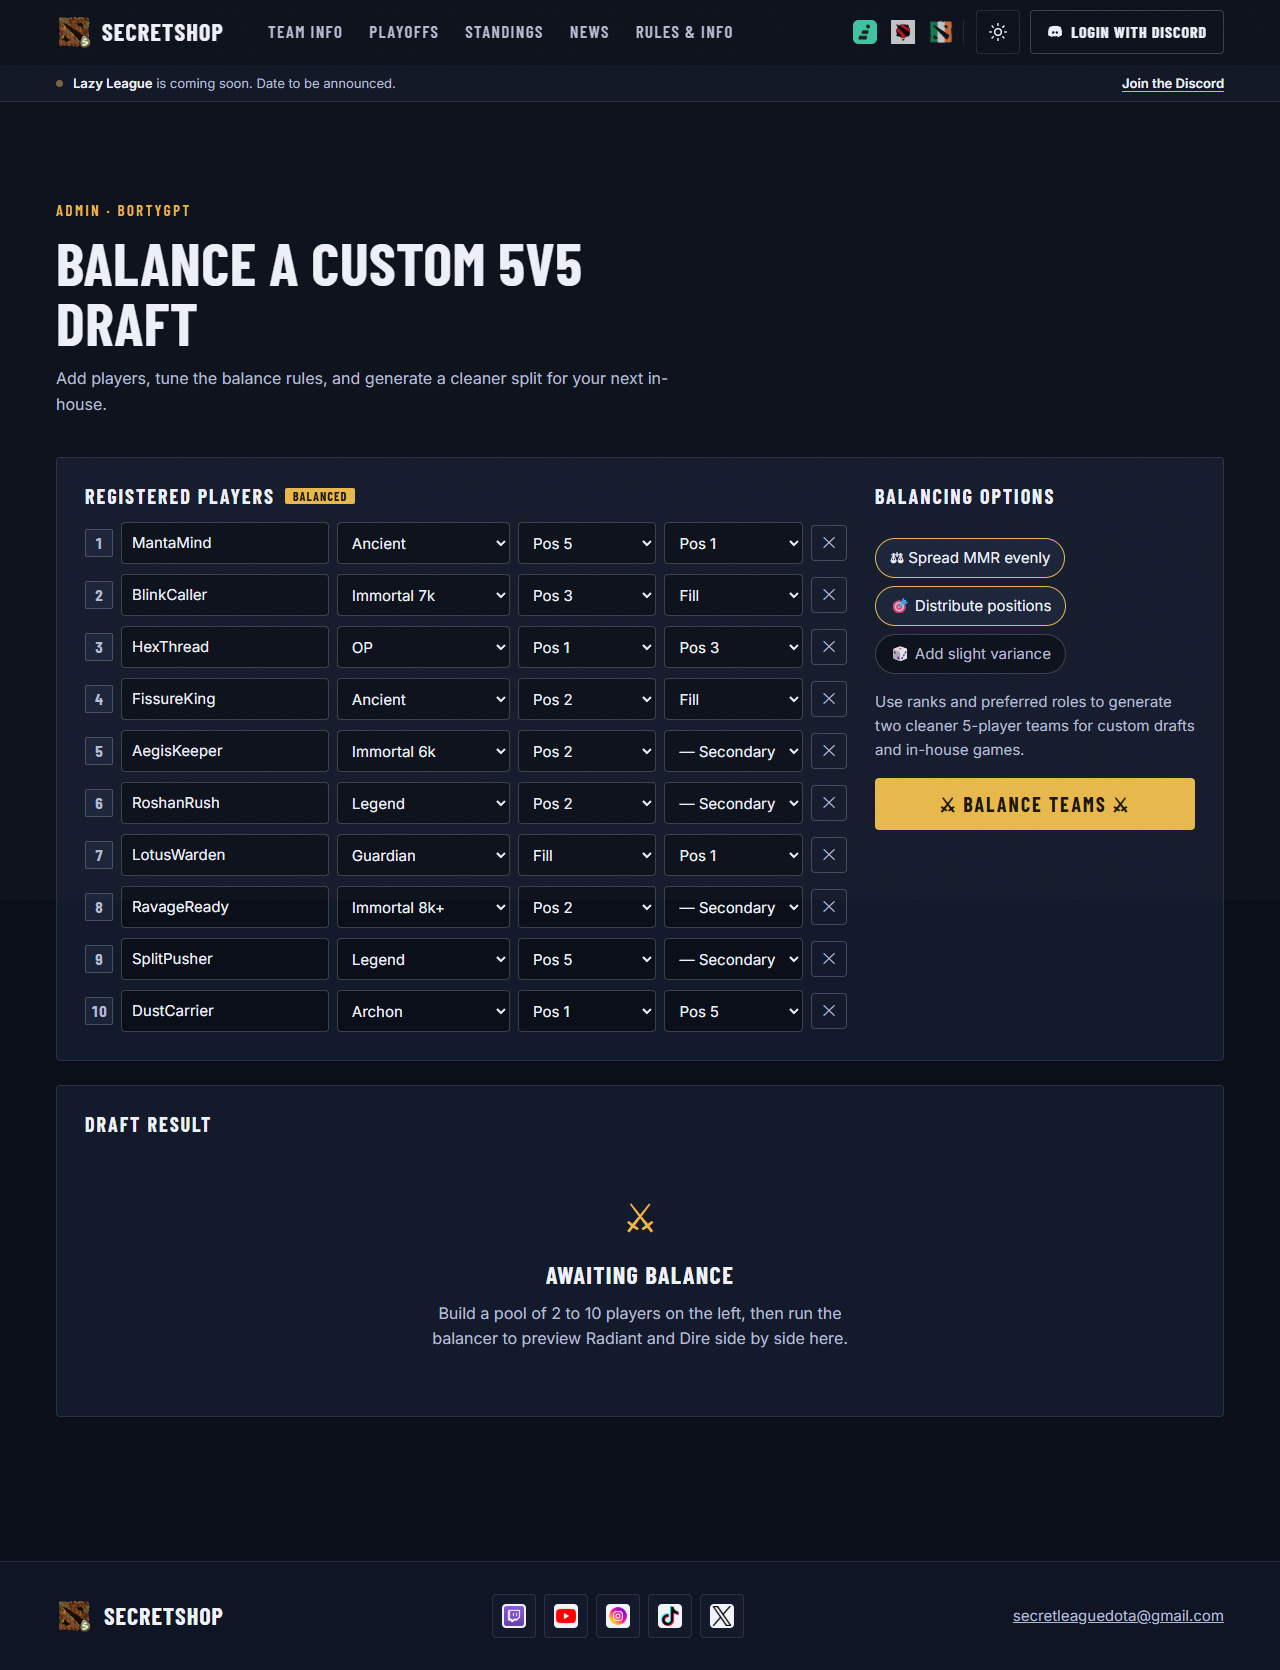 SECRETSHOP
TEAM INFO
PLAYOFFS
STANDINGS
NEWS
RULES & INFO
LOGIN WITH DISCORD
Lazy League is coming soon. Date to be announced.
Join the Discord
ADMIN · BORTYGPT
BALANCE A CUSTOM 5V5
DRAFT
Add players, tune the balance rules, and generate a cleaner split for your next in-
house.
REGISTERED PLAYERS
BALANCED
1 MantaMind Ancient Pos 5 Pos 1
2 BlinkCaller Immortal 7k Pos 3 Fill
3 HexThread OP Pos 1 Pos 3
4 FissureKing Ancient Pos 2 Fill
5 AegisKeeper Immortal 6k Pos 2 — Secondary
6 RoshanRush Legend Pos 2 — Secondary
7 LotusWarden Guardian Fill Pos 1
8 RavageReady Immortal 8k+ Pos 2 — Secondary
9 SplitPusher Legend Pos 5 — Secondary
10 DustCarrier Archon Pos 1 Pos 5
BALANCING OPTIONS
⚖ Spread MMR evenly
🎯 Distribute positions
🎲 Add slight variance
Use ranks and preferred roles to generate
two cleaner 5-player teams for custom drafts
and in-house games.
⚔ BALANCE TEAMS ⚔
DRAFT RESULT
⚔
AWAITING BALANCE
Build a pool of 2 to 10 players on the left, then run the
balancer to preview Radiant and Dire side by side here.
SECRETSHOP
secretleaguedota@gmail.com